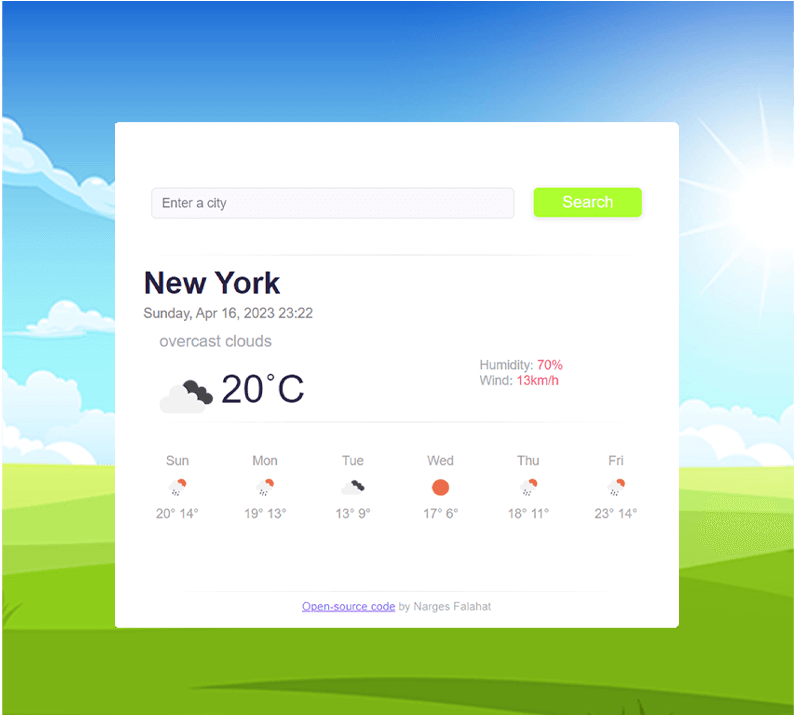 Enter a city
Search
New York
Sunday, Apr 16, 2023 23:22
overcast clouds
20°C
Humidity: 70%
Wind: 13km/h
Sun Mon Tue Wed Thu Fri
20° 14° 19° 13° 13° 9° 17° 6° 18° 11° 23° 14°
Open-source code by Narges Falahat